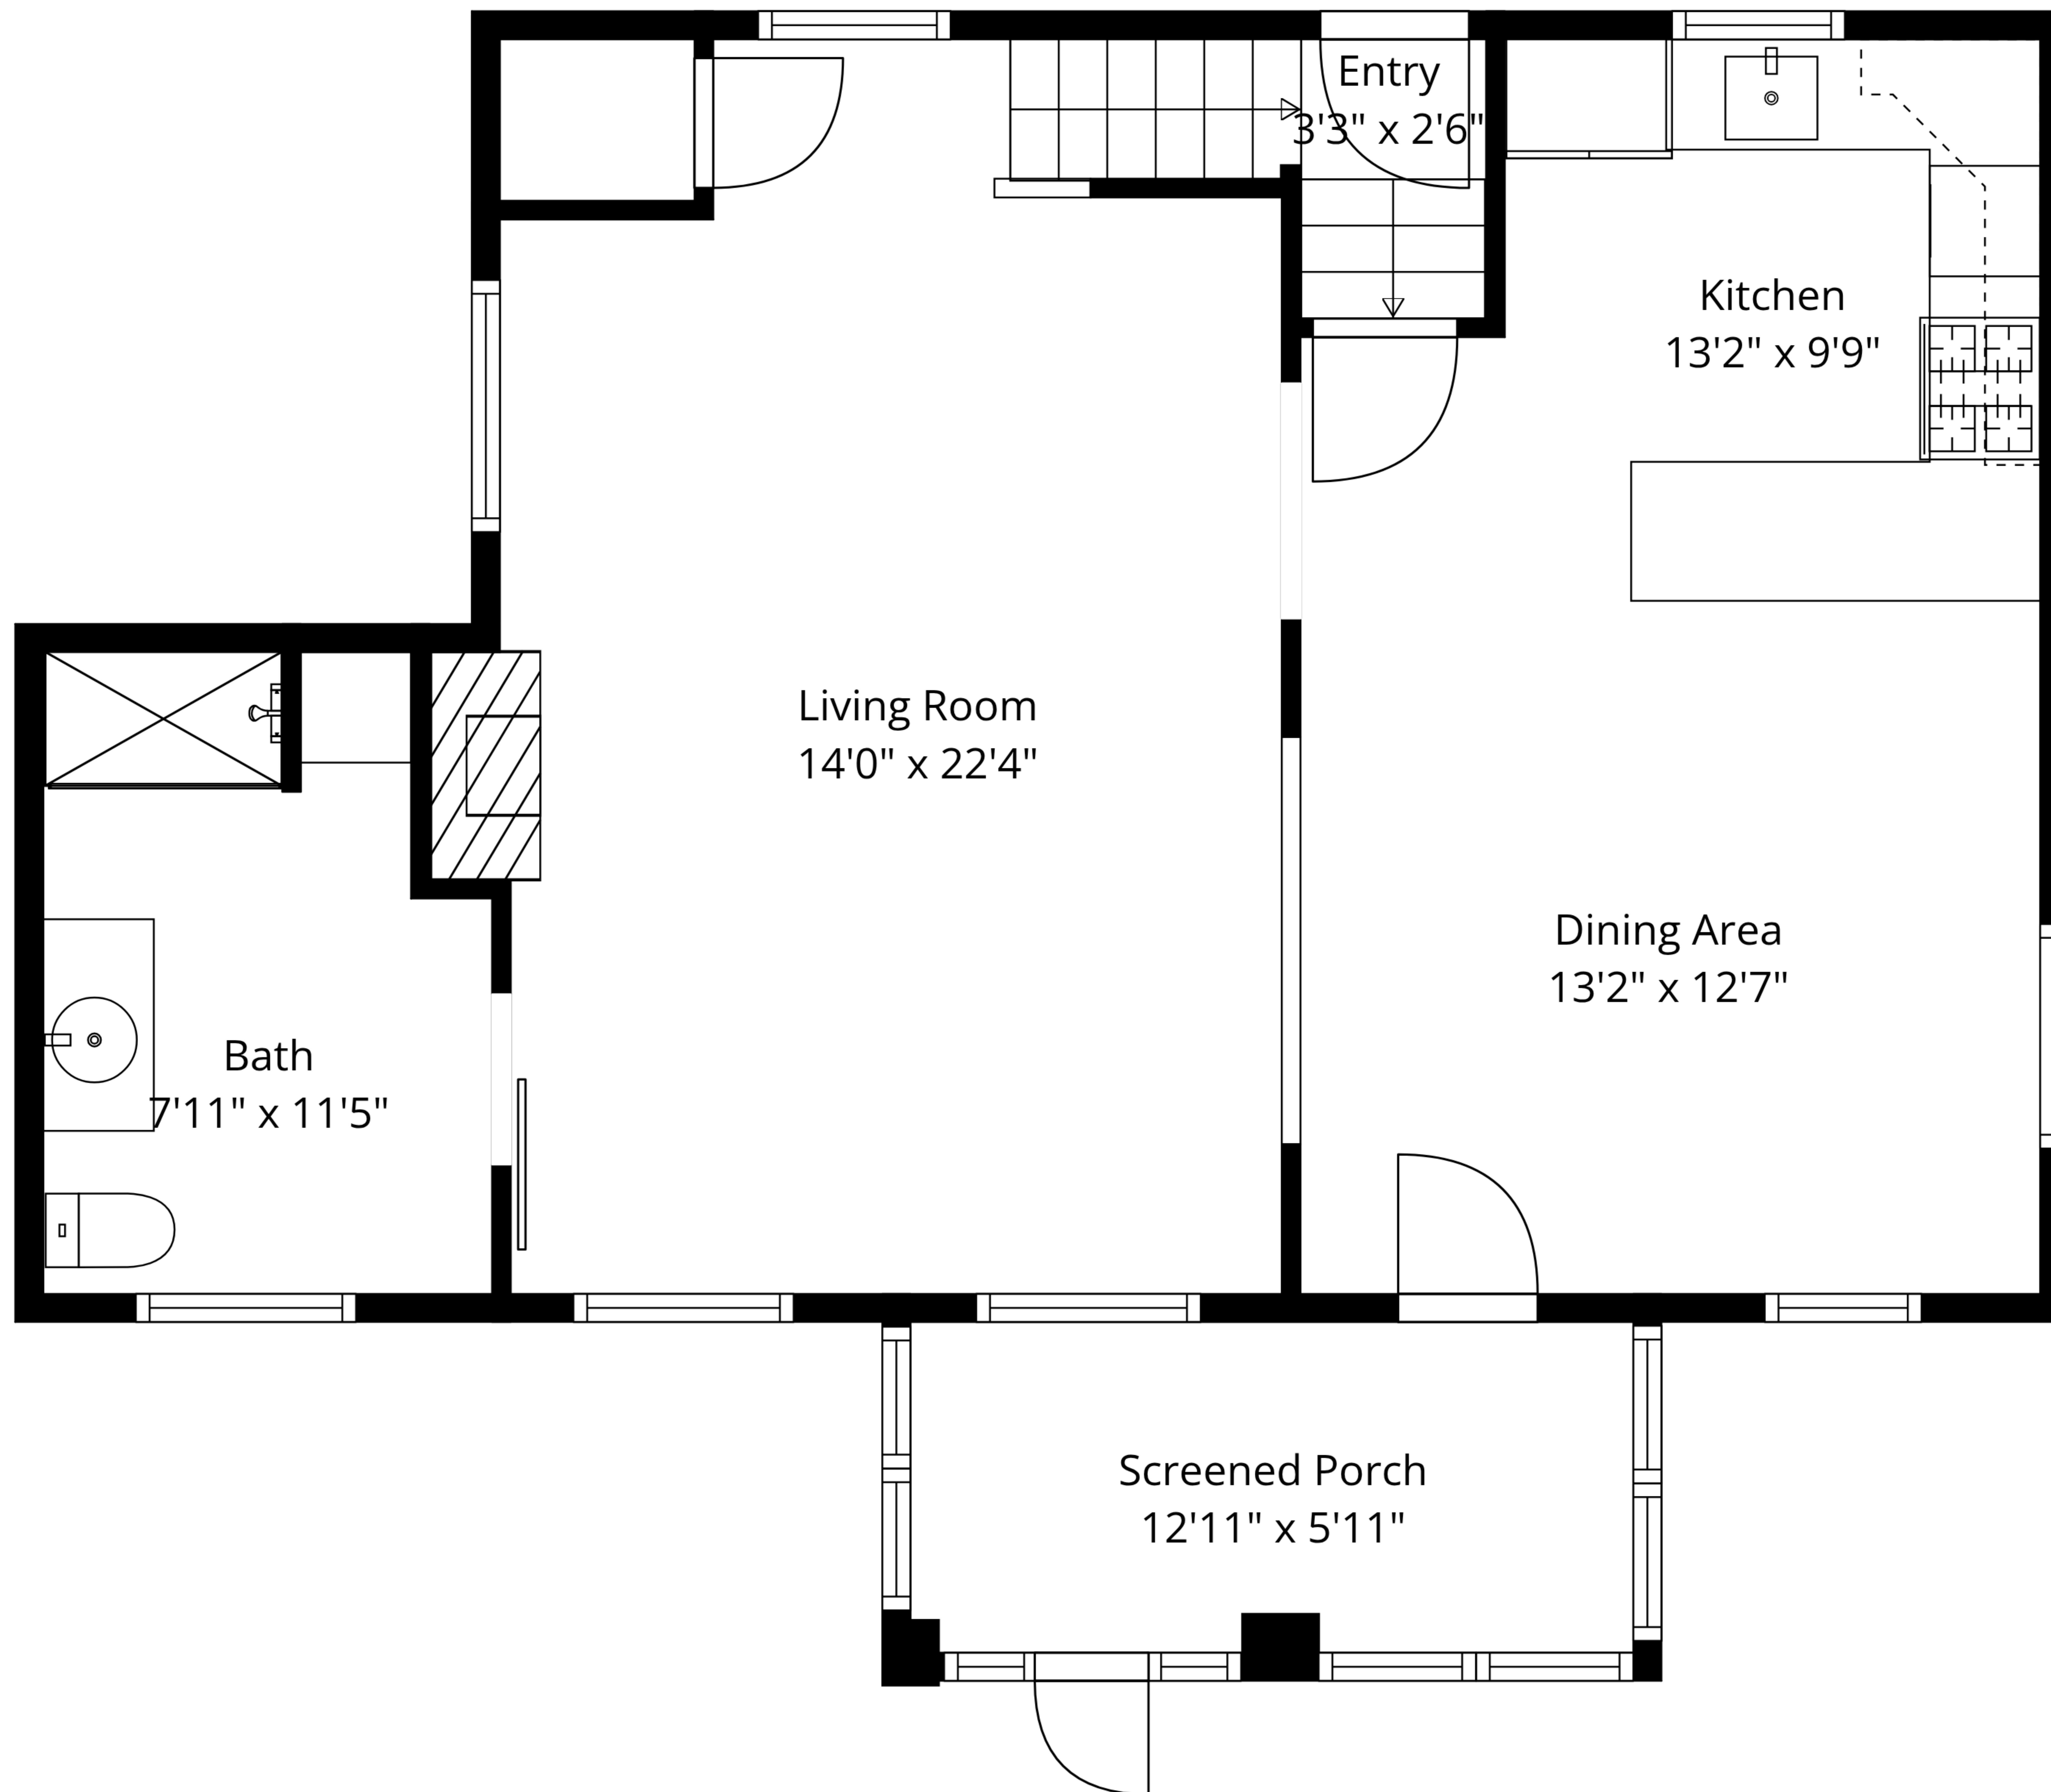 Entry
3'3" x 2'6"
Kitchen
13'2" x 9'9"
Living Room
14'0" x 22'4"
Dining Area
13'2" x 12'7"
Bath
7'11" x 11'5"
Screened Porch
12'11" x 5'11"